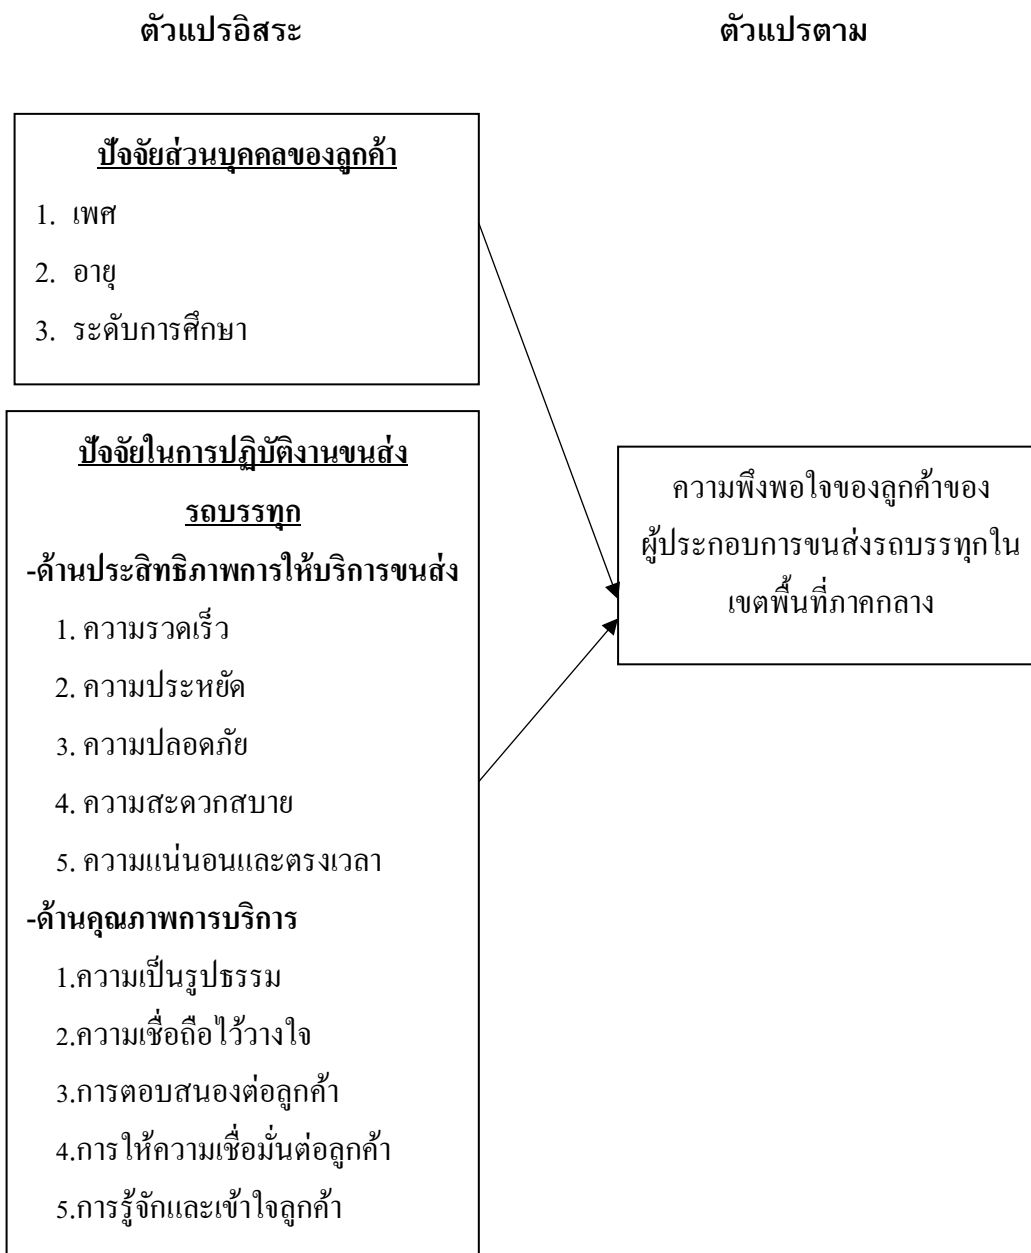 ตัวแปรอิสระ
ตัวแปรตาม
ปัจจัยส่วนบุคคลของลูกค้า
1. เพศ
2. อายุ
3. ระดับการศึกษา
ปัจจัยในการปฏิบัติงานขนส่ง
รถบรรทุก
-ด้านประสิทธิภาพการให้บริการขนส่ง
1. ความรวดเร็ว
2. ความประหยัด
3. ความปลอดภัย
4. ความสะดวกสบาย
5. ความแน่นอนและตรงเวลา
-ด้านคุณภาพการบริการ
1.ความเป็นรูปธรรม
2.ความเชื่อถือไว้วางใจ
3.การตอบสนองต่อลูกค้า
4.การให้ความเชื่อมั่นต่อลูกค้า
5.การรู้จักและเข้าใจลูกค้า
ความพึงพอใจของลูกค้าของ
ผู้ประกอบการขนส่งรถบรรทุกใน
เขตพื้นที่ภาคกลาง